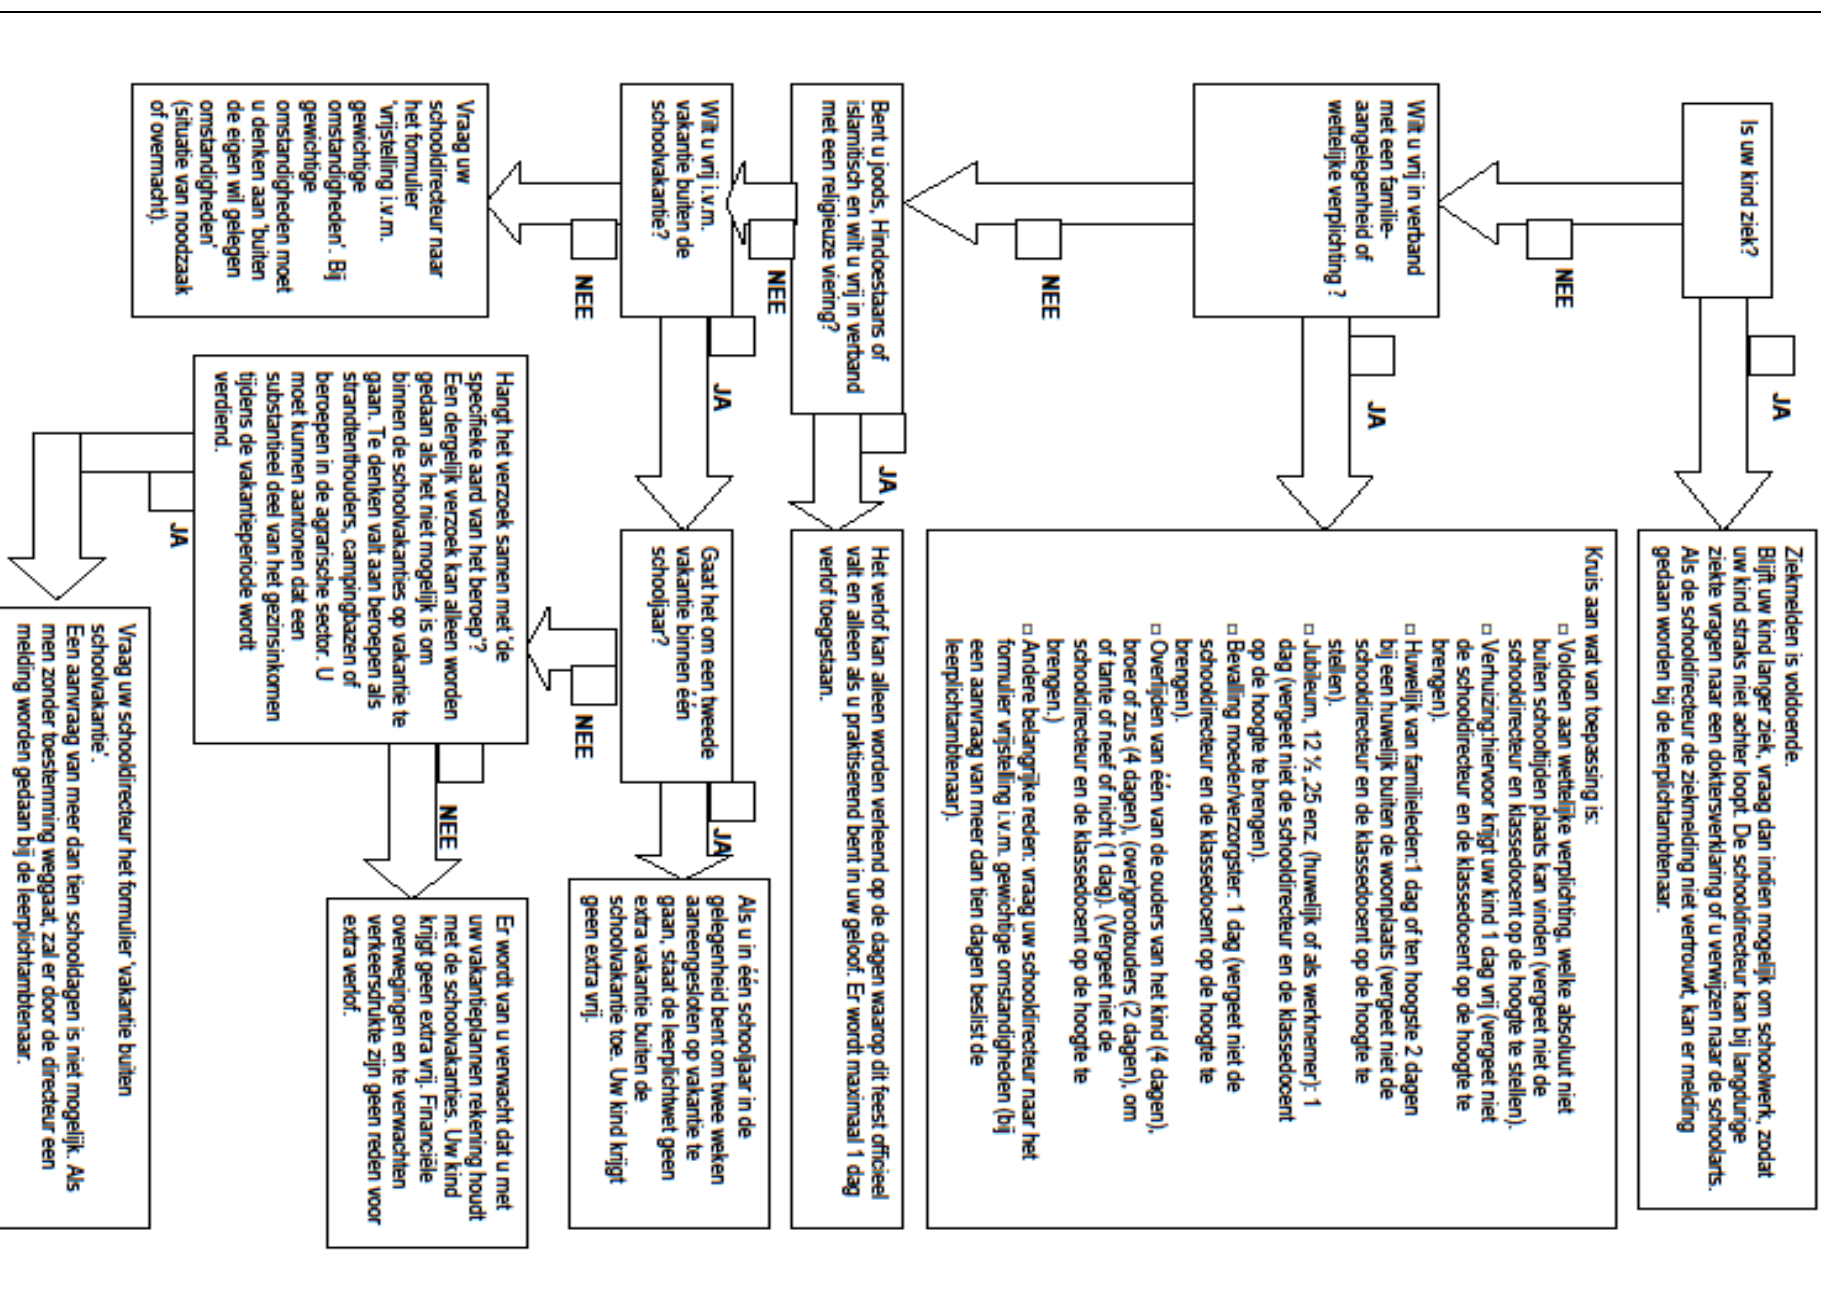 Is uw kind ziek?
JA
NEE
Ziekmelden is voldoende.
Blijft uw kind langer ziek, vraag dan indien mogelijk om schoolwerk, zodat
uw kind straks niet achter loopt. De schooldirecteur kan bij langdurige
ziekte vragen naar een doktersverklaring of u verwijzen naar de schoolarts.
Als de schooldirecteur de ziekmelding niet vertrouwt, kan er melding
gedaan worden bij de leerplichtambtenaar.
Wilt u vrij in verband
met een familie-
aangelegenheid of
wettelijke verplichting ?
JA
NEE
Kruis aan wat van toepassing is:
□ Voldoen aan wettelijke verplichting, welke absoluut niet
buiten schooltijden plaats kan vinden (vergeet niet de
schooldirecteur en klassedocent op de hoogte te stellen).
□ Verhuizing:hiervoor krijgt uw kind 1 dag vrij (vergeet niet
de schooldirecteur en de klassedocent op de hoogte te
brengen).
□ Huwelijk van familieleden:1 dag of ten hoogste 2 dagen
bij een huwelijk buiten de woonplaats (vergeet niet de
schooldirecteur en de klassedocent op de hoogte te
stellen).
□ Jubileum, 12 ½. 25 enz. (huwelijk of als werknemer): 1
dag (vergeet niet de schooldirecteur en de klassedocent
op de hoogte te brengen).
□ Bevalling moeder/verzorgster: 1 dag (vergeet niet de
schooldirecteur en de klassedocent op de hoogte te
brengen).
□ Overlijden van één van de ouders van het kind (4 dagen),
broer of zus (4 dagen), (over)grootouders (2 dagen), om
of tante of neef of nicht (1 dag). (Vergeet niet de
schooldirecteur en de klassedocent op de hoogte te
brengen.)
□ Andere belangrijke reden: vraag uw schooldirecteur naar het
formulier vrijstelling i.v.m. gewichtige omstandigheden (bij
een aanvraag van meer dan tien dagen beslist de
leerplichtambtenaar).
Bent u joods, Hindoestaans of
islamitisch en wilt u vrij in verband
met een religieuze viering?
JA
NEE
Het verlof kan alleen worden verleend op de dagen waarop dit feest officieel
valt en alleen als u praktiserend bent in uw geloof. Er wordt maximaal 1 dag
verlof toegestaan.
Wilt u vrij i.v.m.
vakantie buiten de
schoolvakantie?
JA
NEE
Gaat het om een tweede
vakantie binnen één
schooljaar?
JA
NEE
Als u in één schooljaar in de
gelegenheid bent om twee weken
aaneengesloten op vakantie te
gaan, staat de leerplichtwet geen
extra vakantie buiten de
schoolvakantie toe. Uw kind krijgt
geen extra vrij.
Vraag uw
schooldirecteur naar
het formulier
'vrijstelling i.v.m.
gewichtige
omstandigheden'. Bij
gewichtige
omstandigheden moet
u denken aan 'buiten
de eigen wil gelegen
omstandigheden'
(situatie van noodzaak
of overmacht).
Hangt het verzoek samen met 'de
specifieke aard van het beroep'?
Een dergelijk verzoek kan alleen worden
gedaan als het niet mogelijk is om
binnen de schoolvakanties op vakantie te
gaan. Te denken valt aan beroepen als
strandtenthouders, campingbazen of
beroepen in de agrarische sector. U
moet kunnen aantonen dat een
substantieel deel van het gezinsinkomen
tijdens de vakantieperiode wordt
verdiend.
JA
NEE
Er wordt van u verwacht dat u met
uw vakantieplannen rekening houdt
met de schoolvakanties. Uw kind
krijgt geen extra vrij. Financiële
overwegingen en te verwachten
verkeersdrukte zijn geen reden voor
extra verlof.
Vraag uw schooldirecteur het formulier 'vakantie buiten
schoolvakantie'.
Een aanvraag van meer dan tien schooldagen is niet mogelijk. Als
men zonder toestemming weggaat, zal er door de directeur een
melding worden gedaan bij de leerplichtambtenaar.